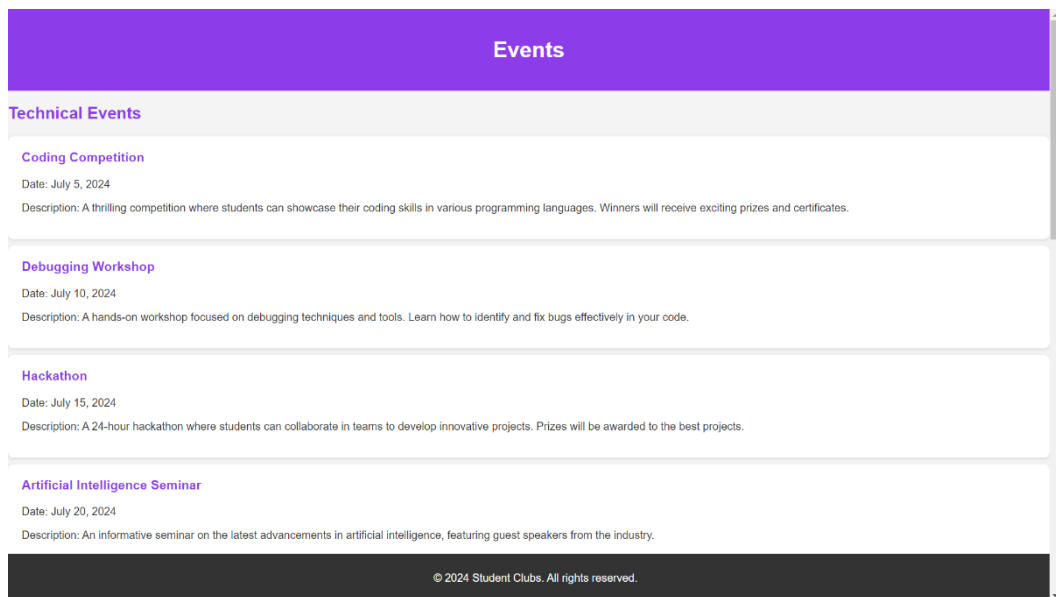 Events
Technical Events
Coding Competition
Date: July 5, 2024
Description: A thrilling competition where students can showcase their coding skills in various programming languages. Winners will receive exciting prizes and certificates.
Debugging Workshop
Date: July 10, 2024
Description: A hands-on workshop focused on debugging techniques and tools. Learn how to identify and fix bugs effectively in your code.
Hackathon
Date: July 15, 2024
Description: A 24-hour hackathon where students can collaborate in teams to develop innovative projects. Prizes will be awarded to the best projects.
Artificial Intelligence Seminar
Date: July 20, 2024
Description: An informative seminar on the latest advancements in artificial intelligence, featuring guest speakers from the industry.
© 2024 Student Clubs. All rights reserved.